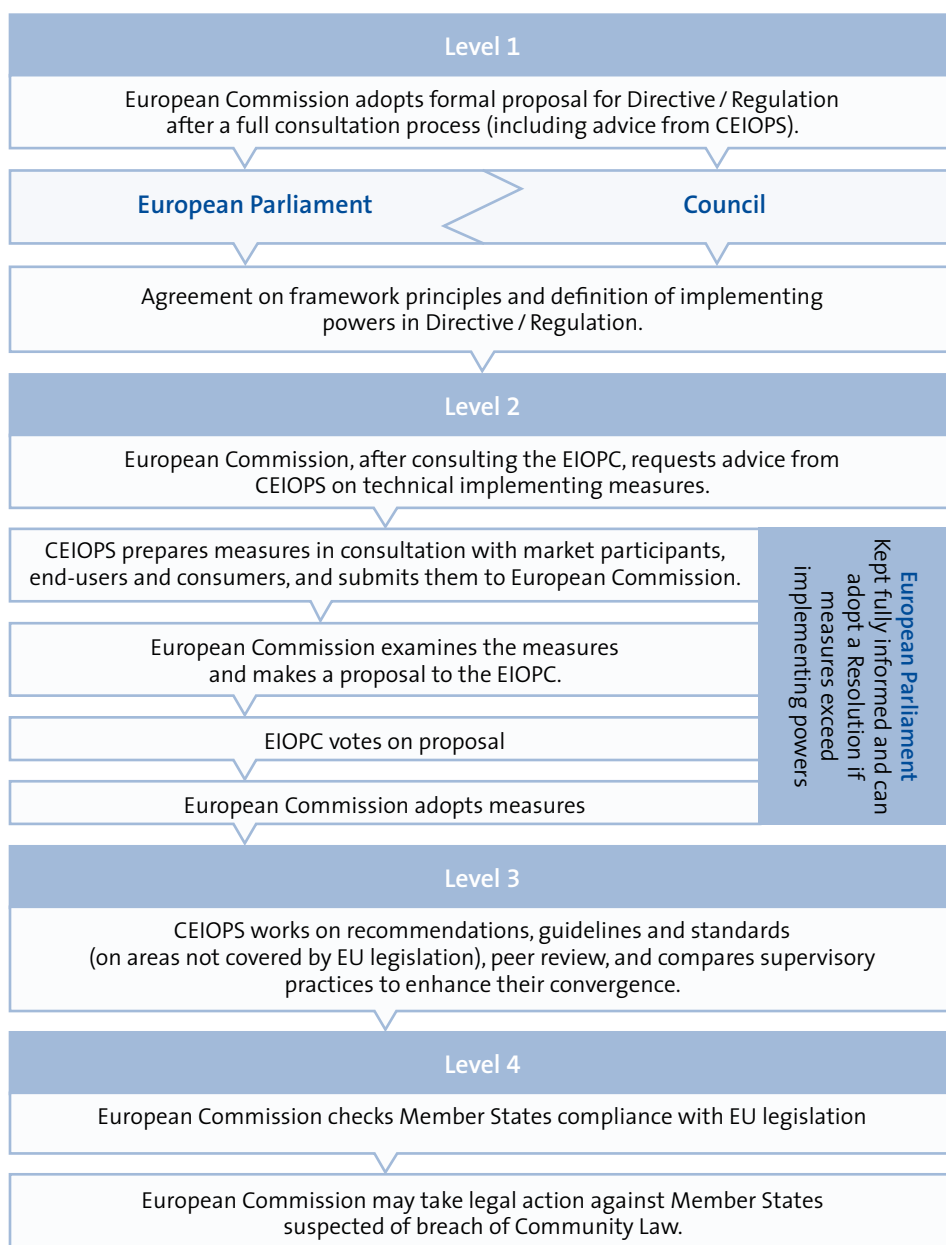 Level 1
European Commission adopts formal proposal for Directive / Regulation
after a full consultation process (including advice from CEIOPS).
European Parliament
Council
Agreement on framework principles and definition of implementing
powers in Directive / Regulation.
Level 2
European Commission, after consulting the EIOPC, requests advice from
CEIOPS on technical implementing measures.
CEIOPS prepares measures in consultation with market participants,
end-users and consumers, and submits them to European Commission.
European Commission examines the measures
and makes a proposal to the EIOPC.
EIOPC votes on proposal
European Commission adopts measures
European Parliament
Kept fully informed and can
adopt a Resolution if
measures exceed
implementing powers
Level 3
CEIOPS works on recommendations, guidelines and standards
(on areas not covered by EU legislation), peer review, and compares supervisory
practices to enhance their convergence.
Level 4
European Commission checks Member States compliance with EU legislation
European Commission may take legal action against Member States
suspected of breach of Community Law.